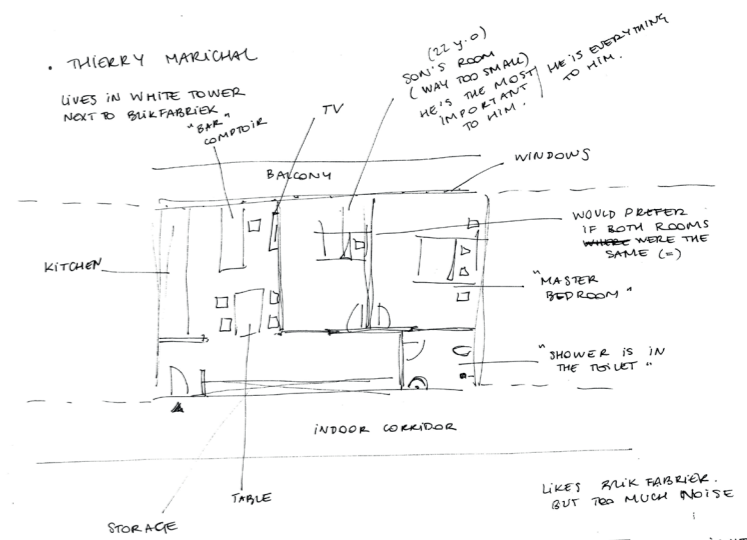 • THIERRY MARICHAL
LIVES IN WHITE TOWER
NEXT TO BLIKFABRIEK
"BAR"
COMPTOIR
TV
(22 y.o)
SON'S ROOM
(WAY TOO SMALL)
HE'S THE MOST
IMPORTANT
TO HIM.
HE IS EVERYTHING
TO HIM.
WINDOWS
BALCONY
WOULD PREFER
IF BOTH ROOMS
WHERE WERE THE
SAME (=)
KITCHEN
"MASTER
BEDROOM"
"SHOWER IS IN
THE TOILET"
INDOOR CORRIDOR
TABLE
STORAGE
LIKES BLIK FABRIEK.
BUT TOO MUCH NOISE